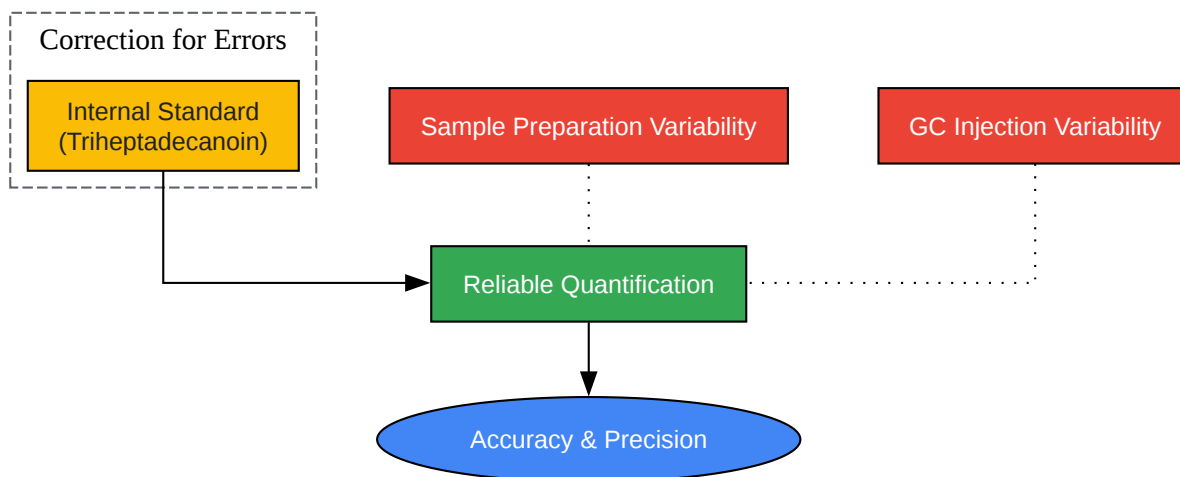 Correction for Errors
Internal Standard
(Triheptadecanoin)
Sample Preparation Variability
GC Injection Variability
Reliable Quantification
Accuracy & Precision